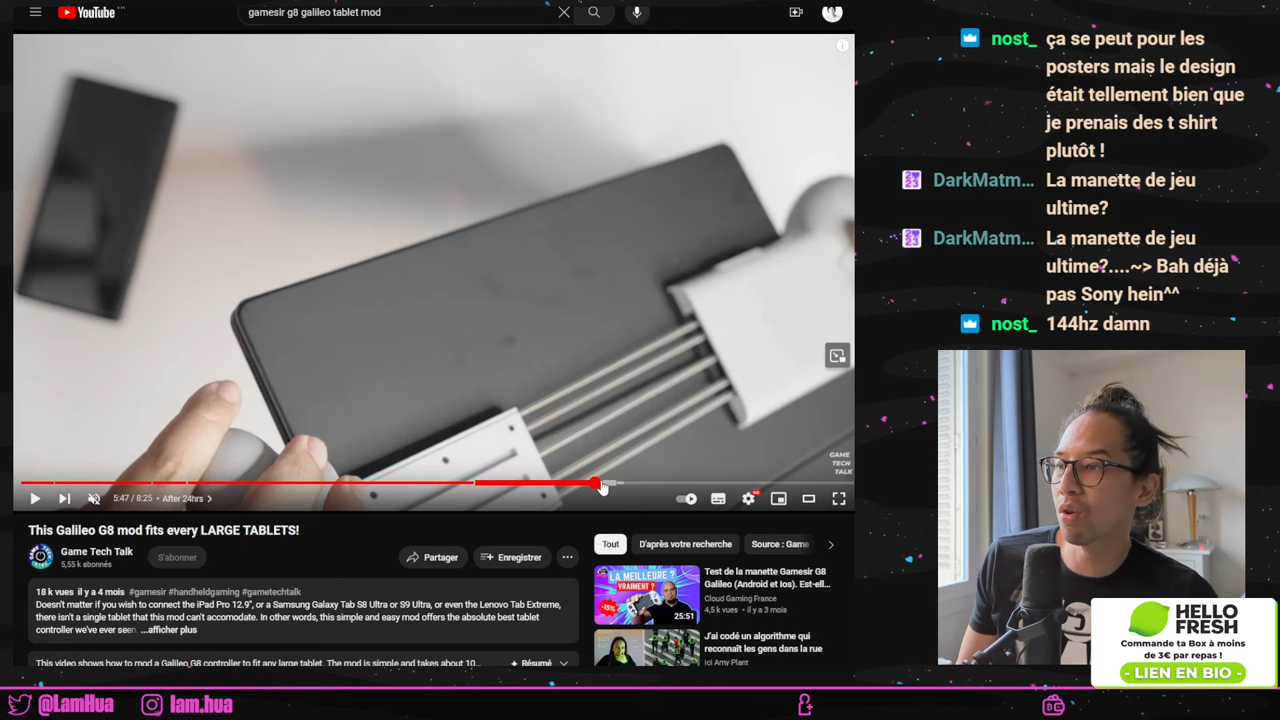 YouTube
gamesir g8 galileo tablet mod
GAME
TECH
TALK
5:47 / 8:25 • After 24hrs
This Galileo G8 mod fits every LARGE TABLETS!
Game Tech Talk
5,55 k abonnés
S'abonner
Partager
Enregistrer
18 k vues il y a 4 mois #gamesir #handheldgaming #gametechtalk
Doesn't matter if you wish to connect the iPad Pro 12.9", or a Samsung Galaxy Tab S8 Ultra or S9 Ultra, or even the Lenovo Tab Extreme,
there isn't a single tablet that this mod can't accomodate. In other words, this simple and easy mod offers the absolute best tablet
controller we've ever seen. ...afficher plus
This video shows how to mod a Galileo G8 controller to fit any large tablet. The mod is simple and takes about 10...
Résumé
Tout
D'après votre recherche
Source : Game
LA MEILLEURE ?
VRAIMENT ?
-15%
25:51
Test de la manette Gamesir G8
Galileo (Android et Ios). Est-ell...
Cloud Gaming France
4,5 k vues • il y a 3 mois
J'ai codé un algorithme qui
reconnaît les gens dans la rue
ici Amy Plant
nost_ ça se peut pour les
posters mais le design
était tellement bien que
je prenais des t shirt
plutôt !
DarkMatm... La manette de jeu
ultime?
DarkMatm... La manette de jeu
ultime?....~> Bah déjà
pas Sony hein^^
nost_ 144hz damn
HELLO
FRESH
Commande ta Box à moins
de 3€ par repas !
- LIEN EN BIO -
@LamHua
lam.hua